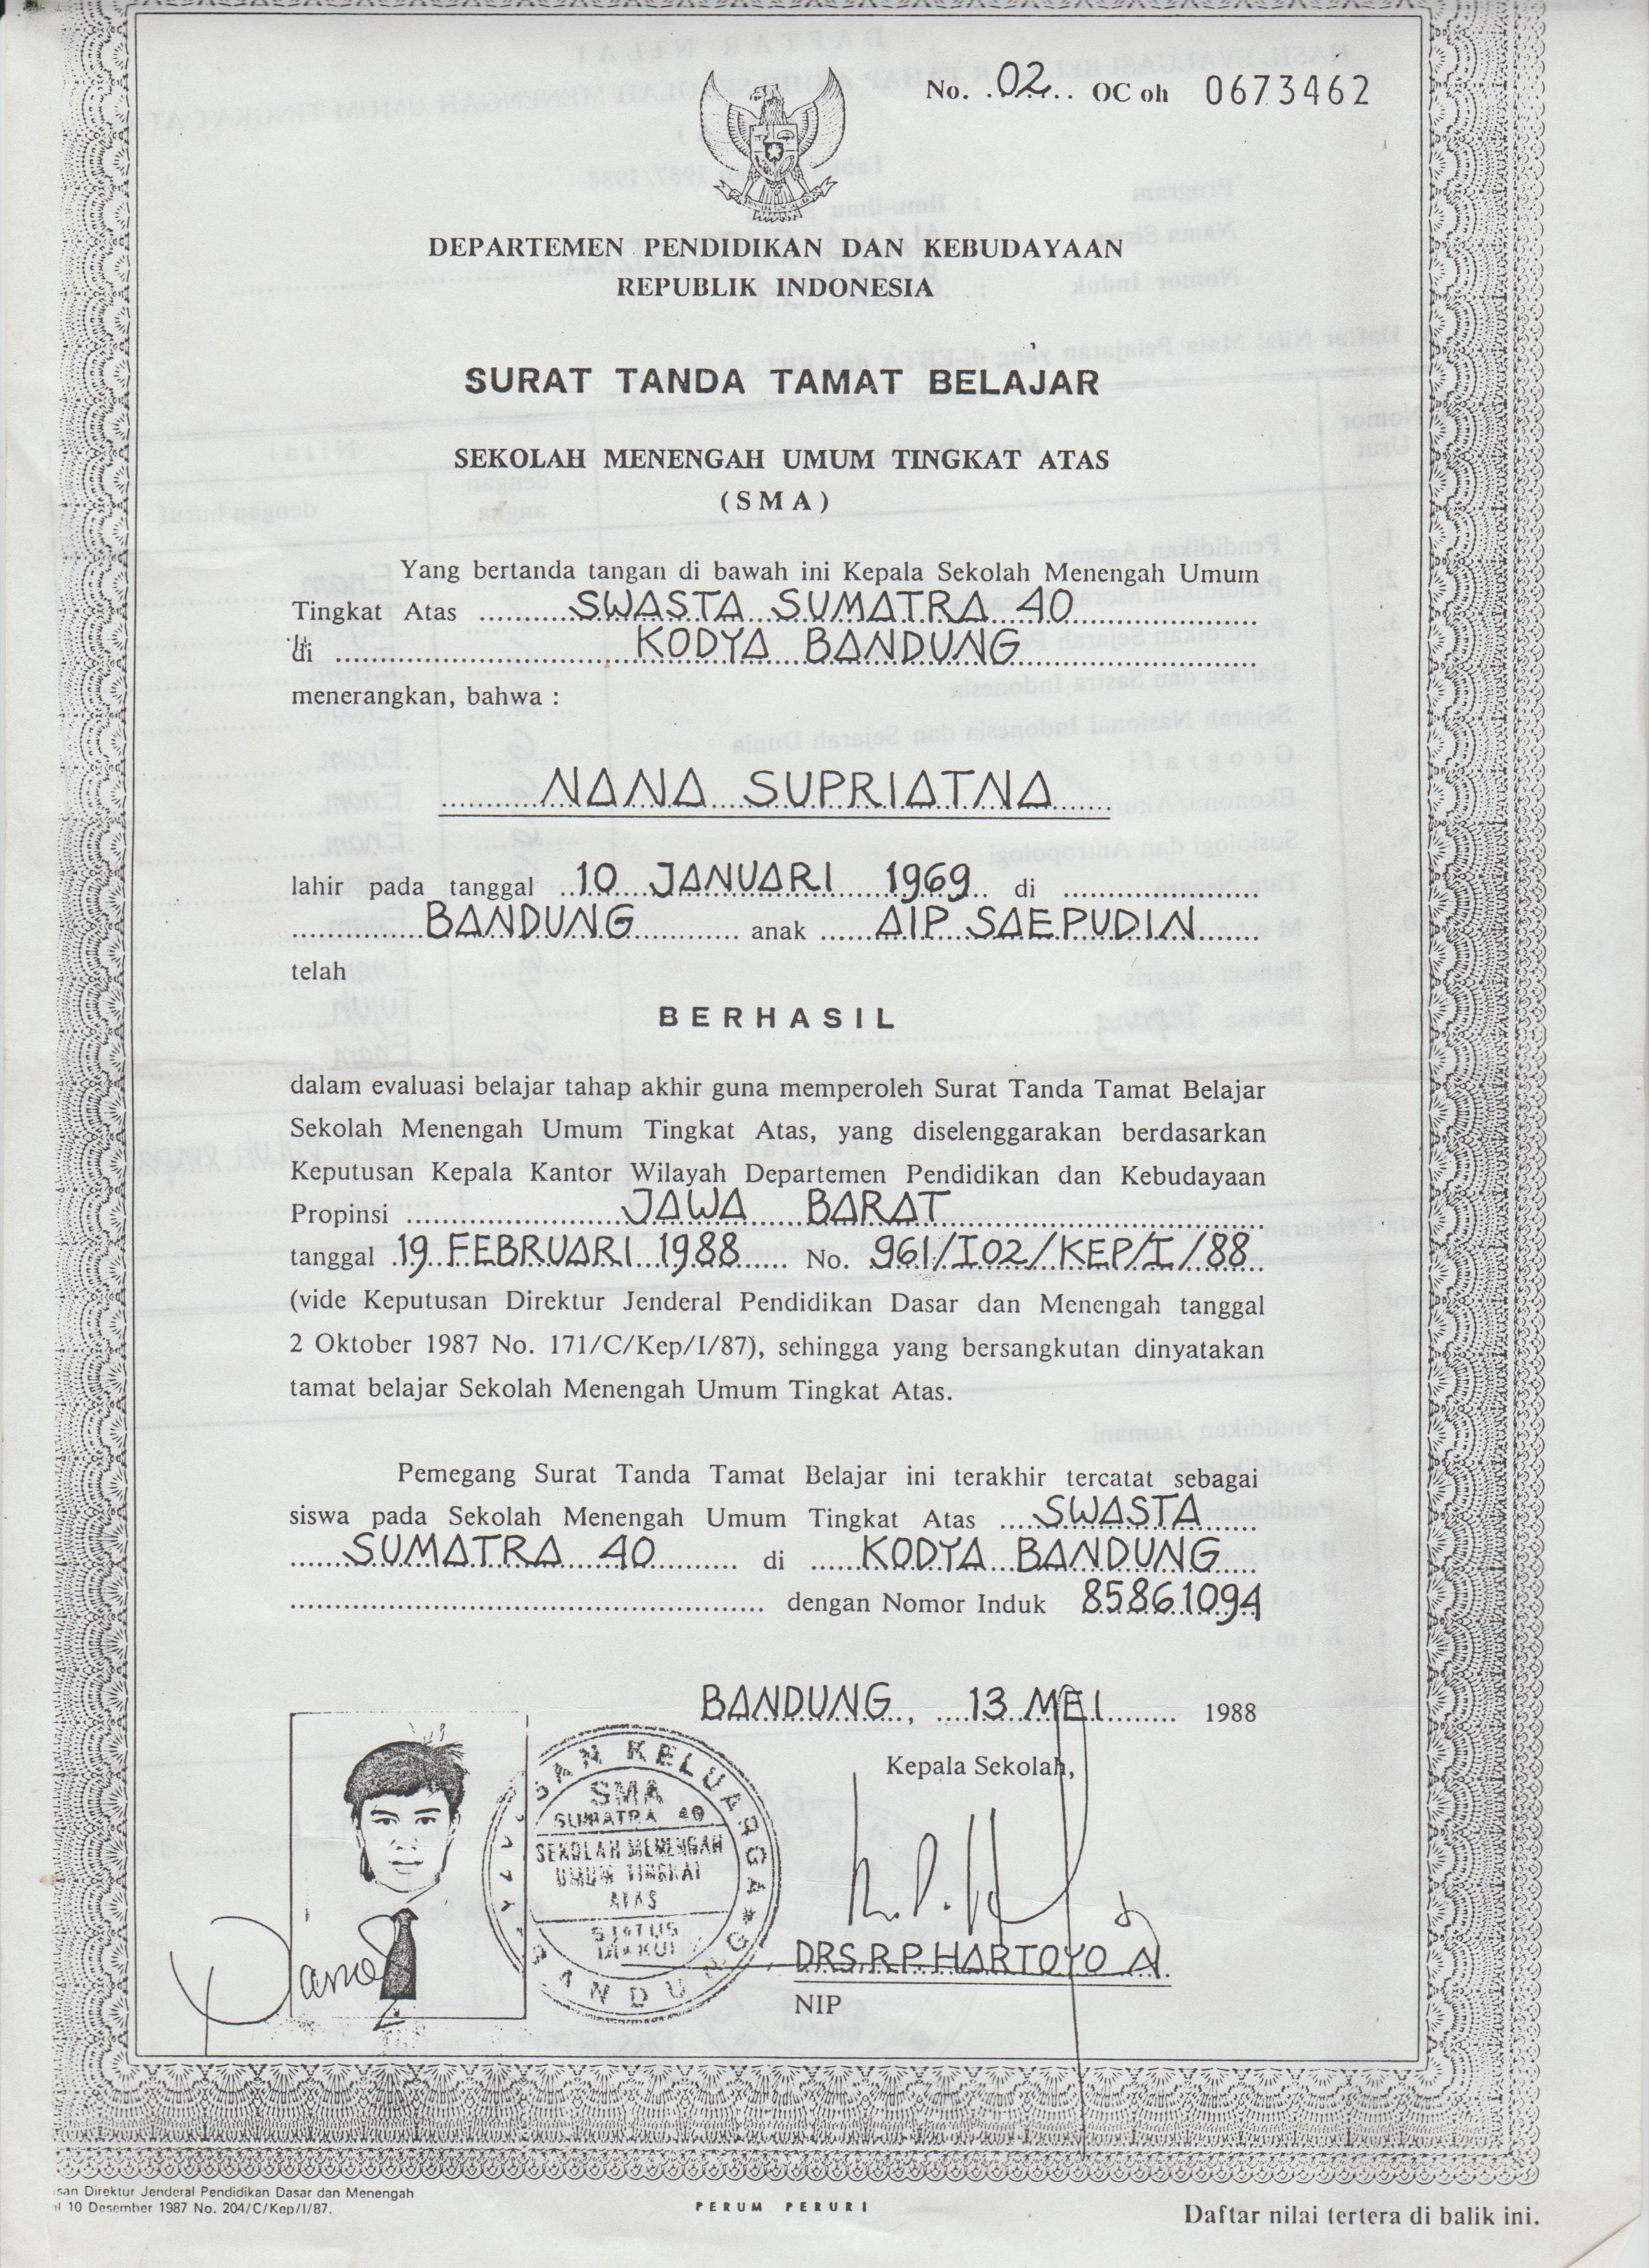 No. 02 OC oh 0673462
DEPARTEMEN PENDIDIKAN DAN KEBUDAYAAN
REPUBLIK INDONESIA
SURAT TANDA TAMAT BELAJAR
SEKOLAH MENENGAH UMUM TINGKAT ATAS
(SMA)
Yang bertanda tangan di bawah ini Kepala Sekolah Menengah Umum
Tingkat Atas SWASTA SUMATRA 40
di KODYA BANDUNG
menerangkan, bahwa :
NANA SUPRIATNA
lahir pada tanggal 10 JANUARI 1969 di
BANDUNG anak AIP SAEPUDIN
telah
BERHASIL
dalam evaluasi belajar tahap akhir guna memperoleh Surat Tanda Tamat Belajar
Sekolah Menengah Umum Tingkat Atas, yang diselenggarakan berdasarkan
Keputusan Kepala Kantor Wilayah Departemen Pendidikan dan Kebudayaan
Propinsi JAWA BARAT
tanggal 19 FEBRUARI 1988 No. 961/I02/KEP/I/88
(vide Keputusan Direktur Jenderal Pendidikan Dasar dan Menengah tanggal
2 Oktober 1987 No. 171/C/Kep/I/87), sehingga yang bersangkutan dinyatakan
tamat belajar Sekolah Menengah Umum Tingkat Atas.
Pemegang Surat Tanda Tamat Belajar ini terakhir tercatat sebagai
siswa pada Sekolah Menengah Umum Tingkat Atas SWASTA
SUMATRA 40 di KODYA BANDUNG
dengan Nomor Induk 85861094
BANDUNG, 13 MEI 1988
Kepala Sekolah,
KELUARGA
BANDUNG
SMA
SUMATRA 40
SEKOLAH MENENGAH
UMUM TINGKAT
ATAS
STATUS
DIAKUI
DRS.R.P.HARTOYO A.
NIP
Direktur Jenderal Pendidikan Dasar dan Menengah
10 Desember 1987 No. 204/C/Kep/I/87.
PERUM PERURI
Daftar nilai tertera di balik ini.